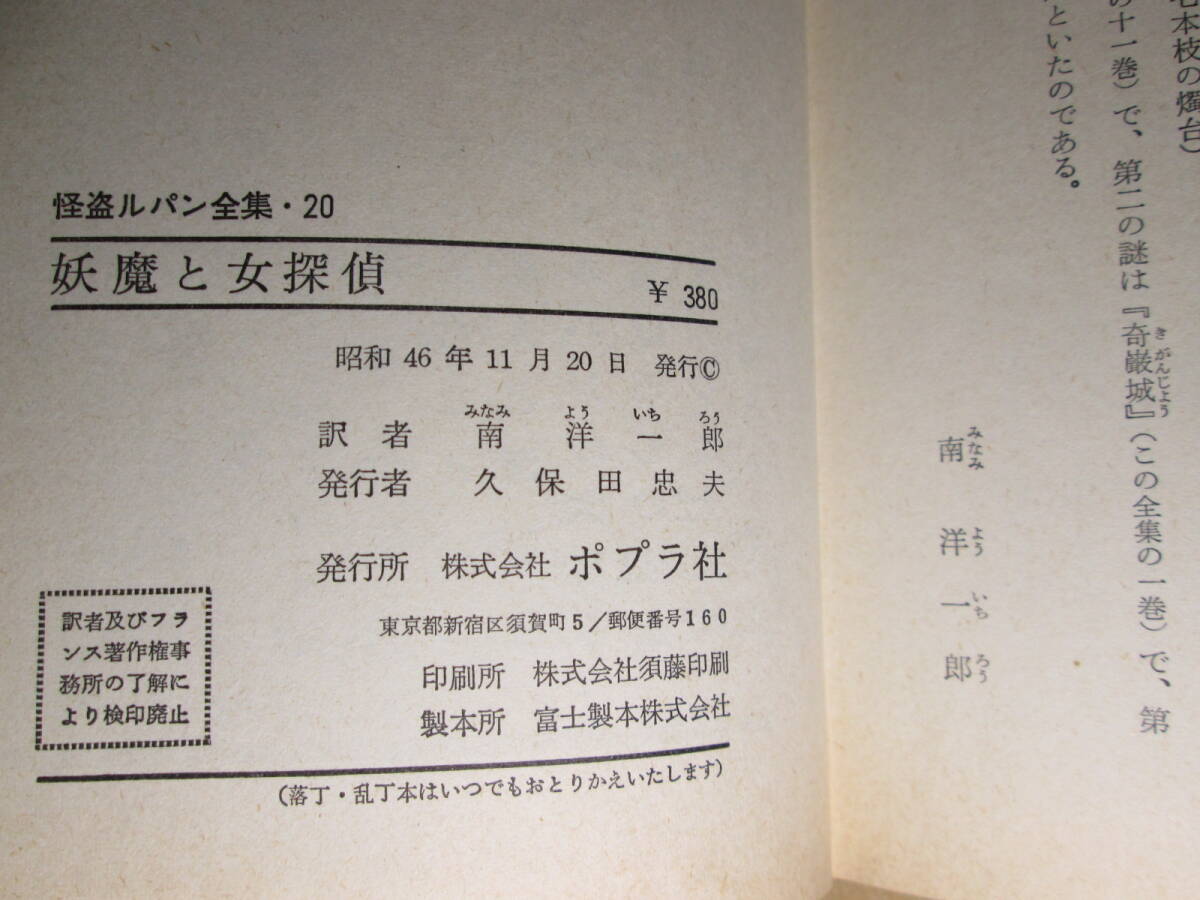 七本枝の燭台)
の十一巻)で、第二の謎は『奇巌城』(この全集の一巻)で、第
といたのである。
南洋一郎
怪盗ルパン全集・20
妖魔と女探偵
¥ 380
昭和 46 年 11 月 20 日 発行©
訳者 南洋一郎
発行者 久保田忠夫
発行所 株式会社 ポプラ社
東京都新宿区須賀町5/郵便番号160
印刷所 株式会社須藤印刷
製本所 富士製本株式会社
訳者及びフラ
ンス著作権事
務所の了解に
より検印廃止
(落丁・乱丁本はいつでもおとりかえいたします)